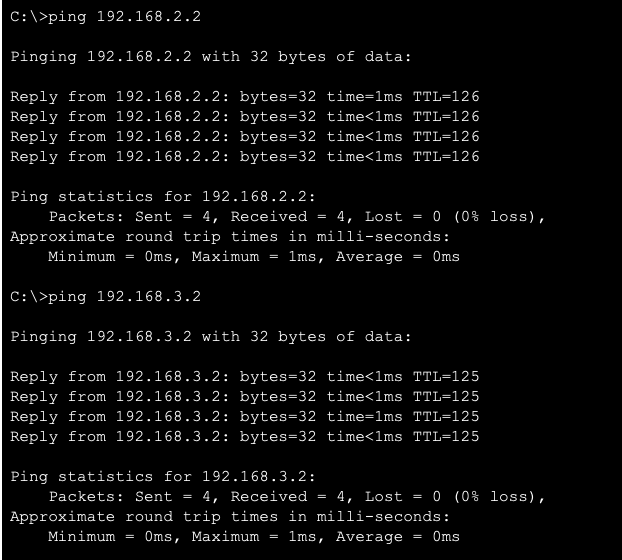 C:\>ping 192.168.2.2
Pinging 192.168.2.2 with 32 bytes of data:
Reply from 192.168.2.2: bytes=32 time=1ms TTL=126
Reply from 192.168.2.2: bytes=32 time<1ms TTL=126
Reply from 192.168.2.2: bytes=32 time<1ms TTL=126
Reply from 192.168.2.2: bytes=32 time<1ms TTL=126
Ping statistics for 192.168.2.2:
    Packets: Sent = 4, Received = 4, Lost = 0 (0% loss),
Approximate round trip times in milli-seconds:
    Minimum = 0ms, Maximum = 1ms, Average = 0ms
C:\>ping 192.168.3.2
Pinging 192.168.3.2 with 32 bytes of data:
Reply from 192.168.3.2: bytes=32 time<1ms TTL=125
Reply from 192.168.3.2: bytes=32 time<1ms TTL=125
Reply from 192.168.3.2: bytes=32 time=1ms TTL=125
Reply from 192.168.3.2: bytes=32 time<1ms TTL=125
Ping statistics for 192.168.3.2:
    Packets: Sent = 4, Received = 4, Lost = 0 (0% loss),
Approximate round trip times in milli-seconds:
    Minimum = 0ms, Maximum = 1ms, Average = 0ms